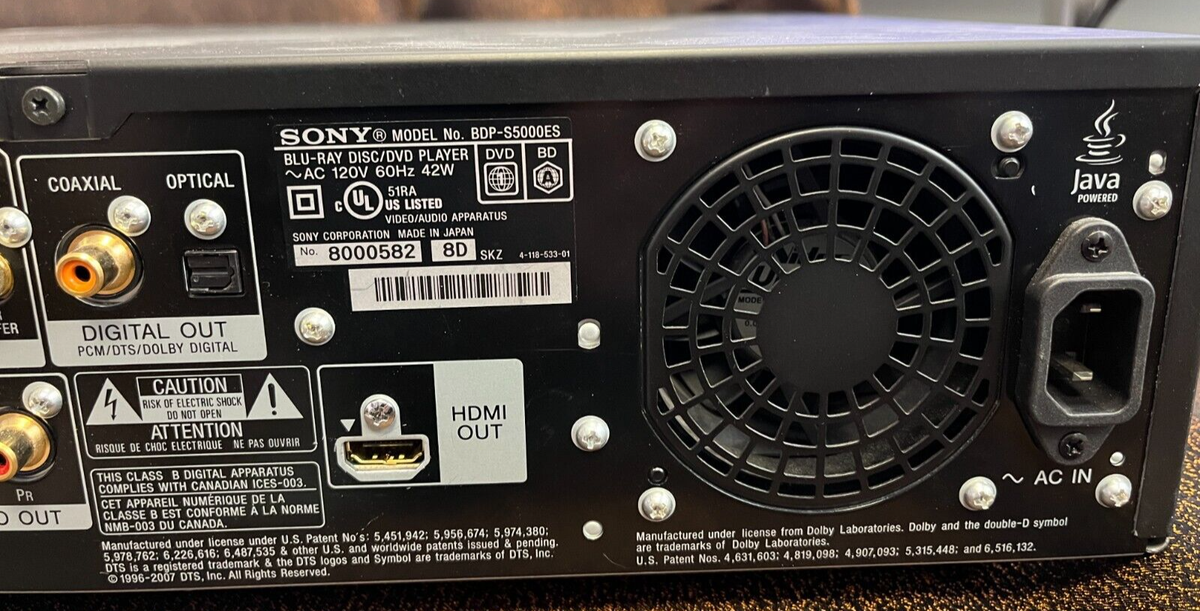 SONY® MODEL No. BDP-S5000ES
BLU-RAY DISC/DVD PLAYER
~ AC 120V 60Hz 42W
DVD
BD
C UL US LISTED
51RA
VIDEO/AUDIO APPARATUS
SONY CORPORATION MADE IN JAPAN
No. 8000582 8D SKZ 4-118-533-01
COAXIAL OPTICAL
DIGITAL OUT
PCM/DTS/DOLBY DIGITAL
FER
CAUTION
RISK OF ELECTRIC SHOCK
DO NOT OPEN
ATTENTION
RISQUE DE CHOC ELECTRIQUE NE PAS OUVRIR
HDMI
OUT
THIS CLASS B DIGITAL APPARATUS
COMPLIES WITH CANADIAN ICES-003.
CET APPAREIL NUMÉRIQUE DE LA
CLASSE B EST CONFORME À LA NORME
NMB-003 DU CANADA.
PR
O OUT
Manufactured under license under U.S. Patent No's: 5,451,942; 5,956,674; 5,974,380;
5,978,762; 6,226,616; 6,487,535 & other U.S. and worldwide patents issued & pending.
DTS is a registered trademark & the DTS logos and Symbol are trademarks of DTS, Inc.
© 1996-2007 DTS, Inc. All Rights Reserved.
MODE
Java
POWERED
~ AC IN
Manufactured under license from Dolby Laboratories. Dolby and the double-D symbol
are trademarks of Dolby Laboratories.
U.S. Patent Nos. 4,631,603; 4,819,098; 4,907,093; 5,315,448; and 6,516,132.